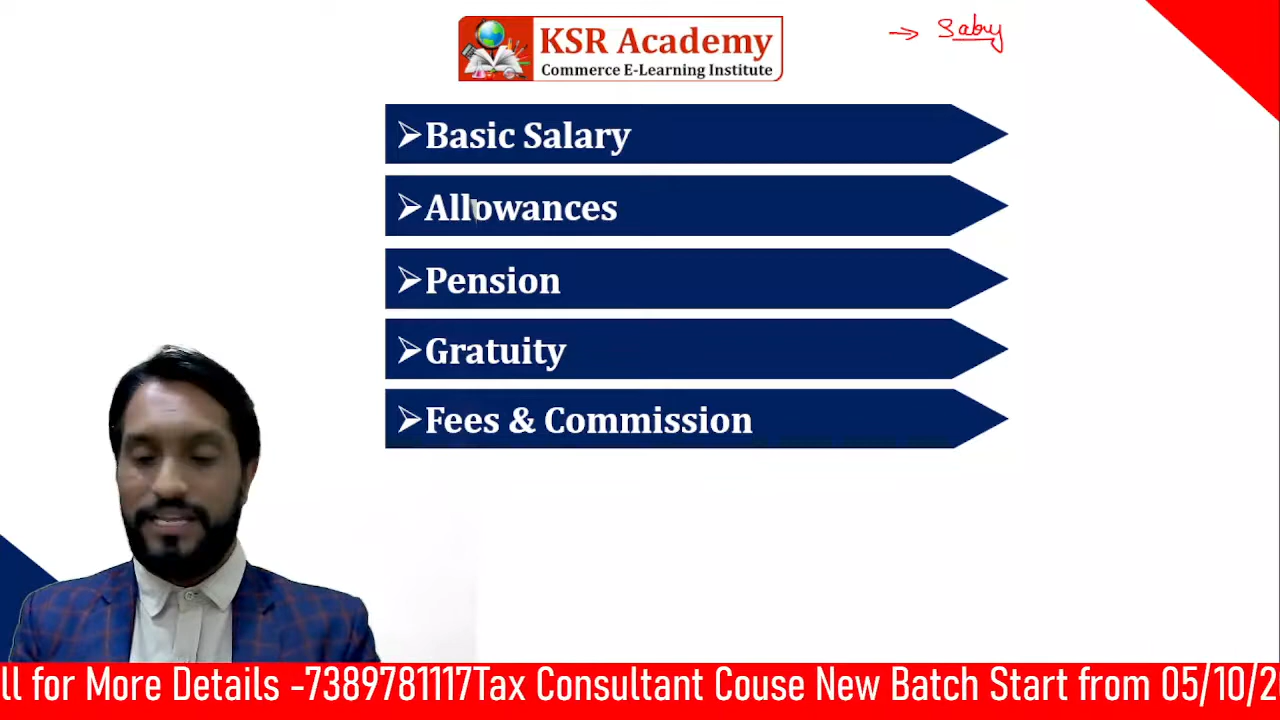 KSR Academy
Commerce E-Learning Institute
➢Basic Salary
➢Allowances
➢Pension
➢Gratuity
➢Fees & Commission
ll for More Details -7389781117Tax Consultant Couse New Batch Start from 05/10/2